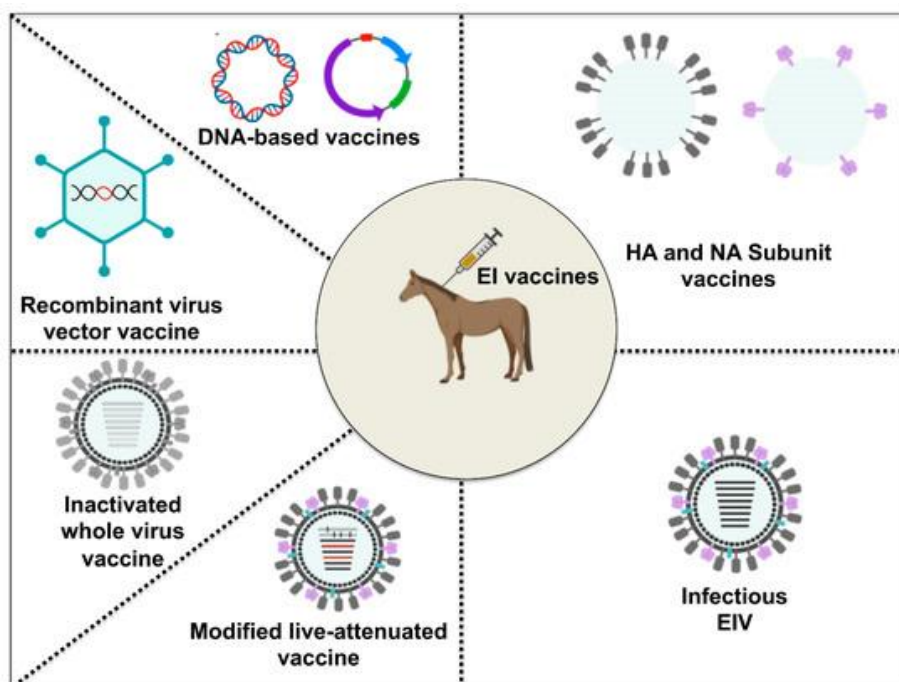 DNA-based vaccines
HA and NA Subunit
vaccines
EI vaccines
Recombinant virus
vector vaccine
Inactivated
whole virus
vaccine
Modified live-attenuated
vaccine
Infectious
EIV